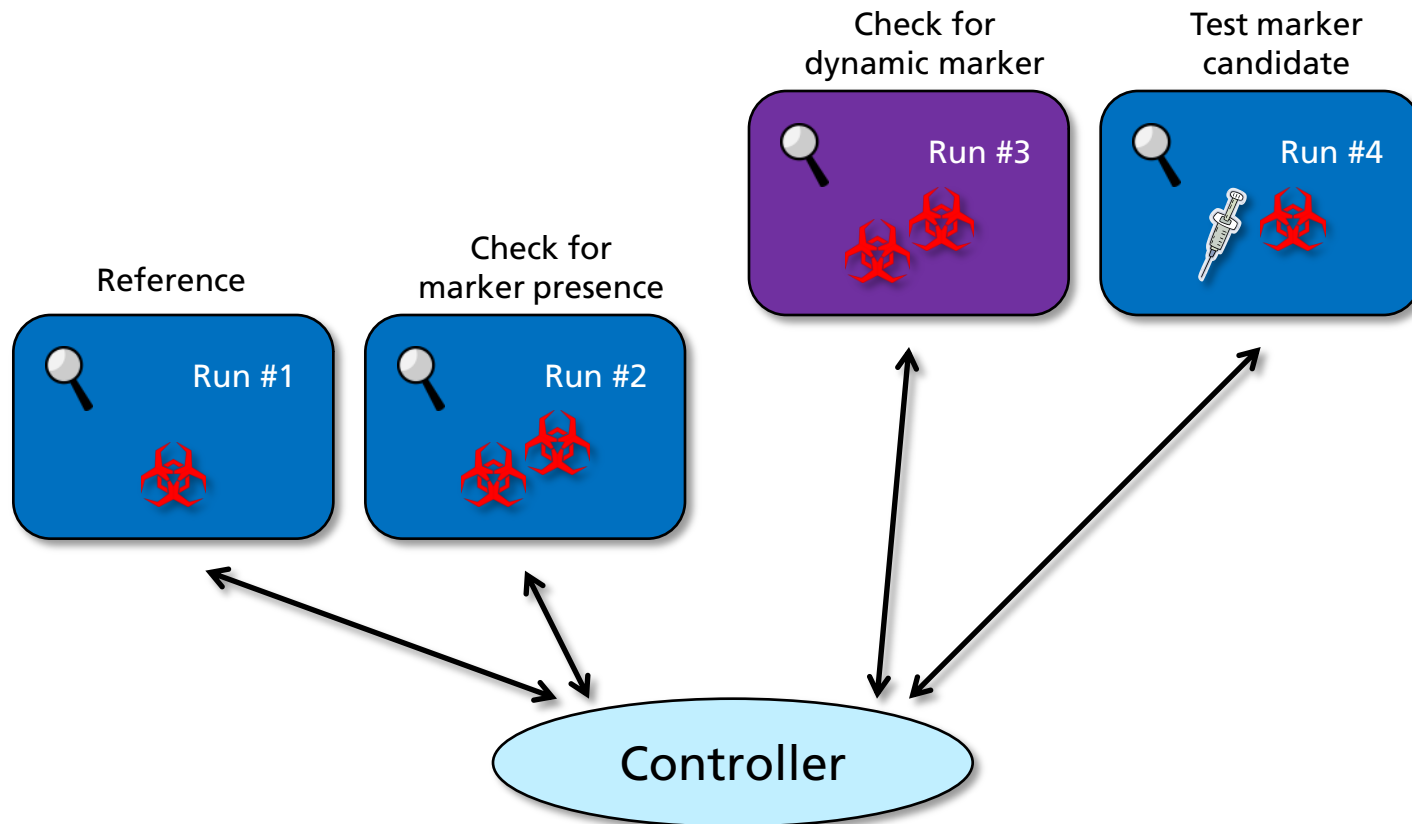 Reference
Run #1
Check for
marker presence
Run #2
Check for
dynamic marker
Run #3
Test marker
candidate
Run #4
Controller